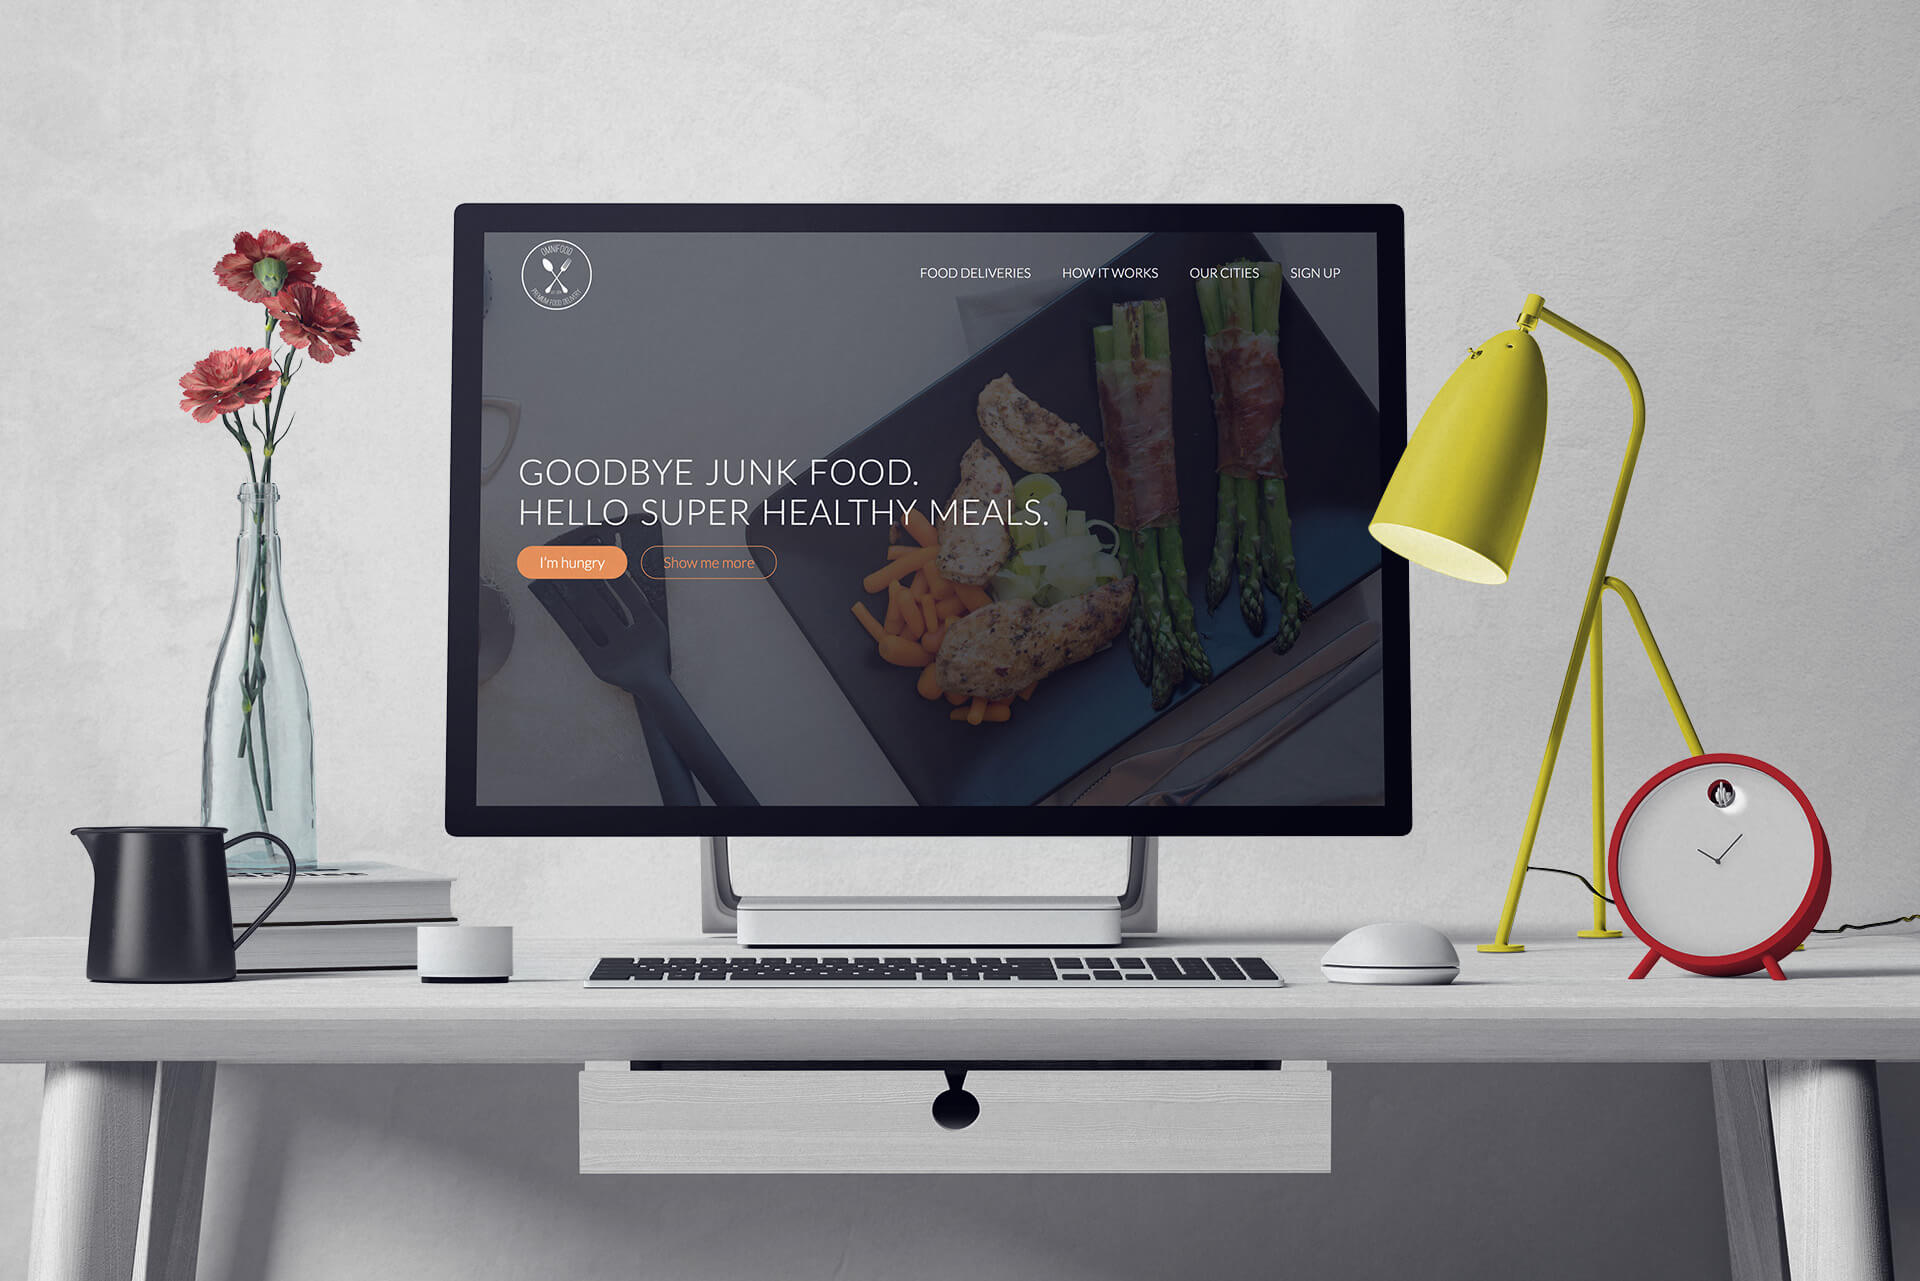 OMNIFOOD
PREMIUM FOOD DELIVERY
FOOD DELIVERIES HOW IT WORKS OUR CITIES SIGN UP
GOODBYE JUNK FOOD.
HELLO SUPER HEALTHY MEALS.
I'm hungry Show me more